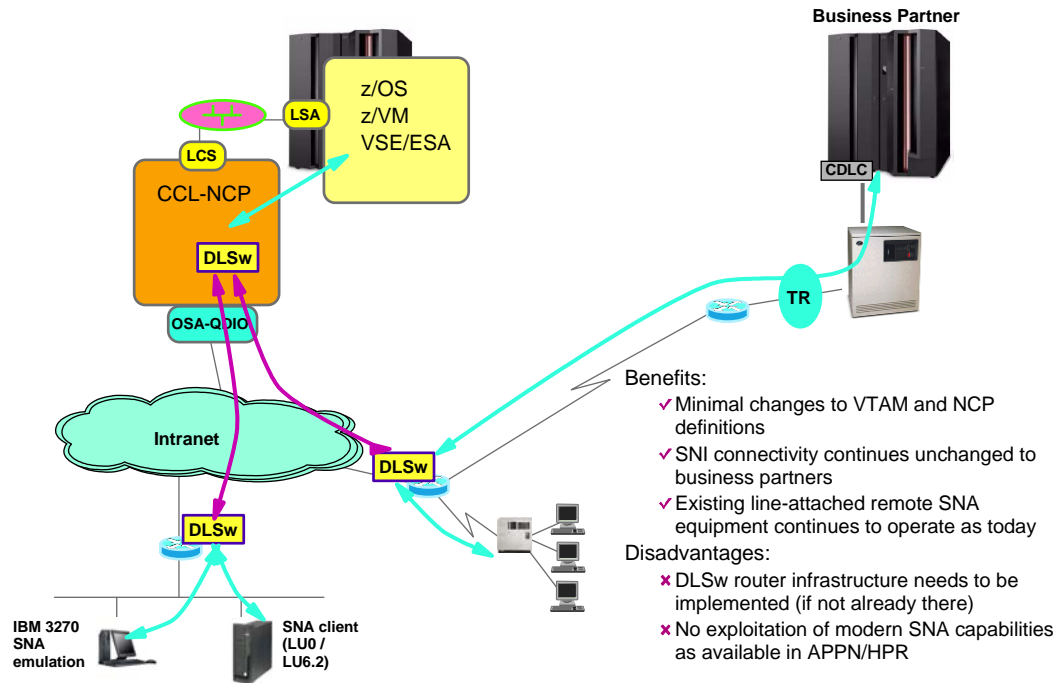 Business Partner
z/OS
z/VM
VSE/ESA
LSA
LCS
CCL-NCP
DLSw
OSA-QDIO
CDLC
TR
Intranet
DLSw
DLSw
IBM 3270
SNA
emulation
SNA client
(LU0 /
LU6.2)
Benefits:
Minimal changes to VTAM and NCP
definitions
SNI connectivity continues unchanged to
business partners
Existing line-attached remote SNA
equipment continues to operate as today
Disadvantages:
DLSw router infrastructure needs to be
implemented (if not already there)
No exploitation of modern SNA capabilities
as available in APPN/HPR